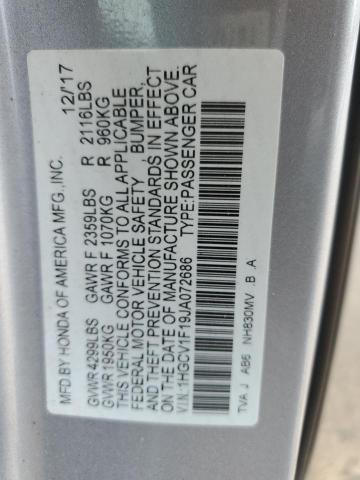 MFD BY HONDA OF AMERICA MFG.,INC. 12/'17
GVWR 4299LBS GAWR F 2359LBS R 2116LBS
GVWR 1950KG GAWR F 1070KG R 960KG
THIS VEHICLE CONFORMS TO ALL APPLICABLE
FEDERAL MOTOR VEHICLE SAFETY , BUMPER,
AND THEFT PREVENTION STANDARDS IN EFFECT
ON THE DATE OF MANUFACTURE SHOWN ABOVE.
V.I.N.:1HGCV1F19JA072686 TYPE:PASSENGER CAR
TVA J AB6 NH830MV .B .A